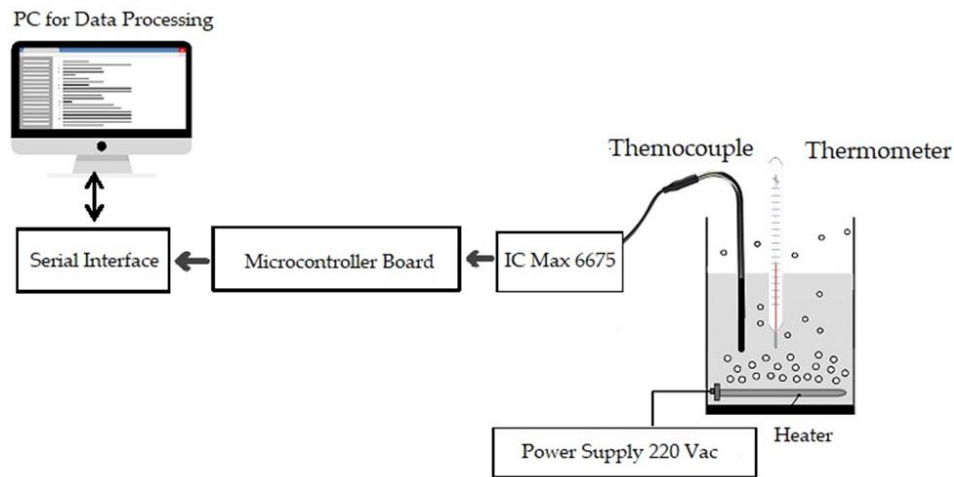 PC for Data Processing
Themocouple
Thermometer
Serial Interface
Microcontroller Board
IC Max 6675
Power Supply 220 Vac
Heater